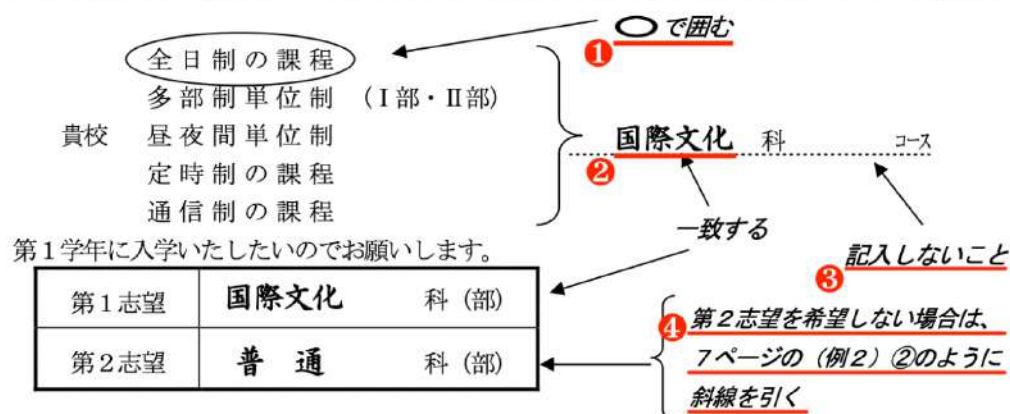 ❶ ○で囲む
全日制の課程
多部制単位制 (Ⅰ部・Ⅱ部)
貴校 昼夜間単位制
❷ 国際文化 科 コース
定時制の課程
通信制の課程
一致する
第1学年に入学いたしたいのでお願いします。
❸ 記入しないこと
第1志望 国際文化 科(部)
第2志望 普通 科(部)
❹ 第2志望を希望しない場合は、
7ページの(例2)②のように
斜線を引く